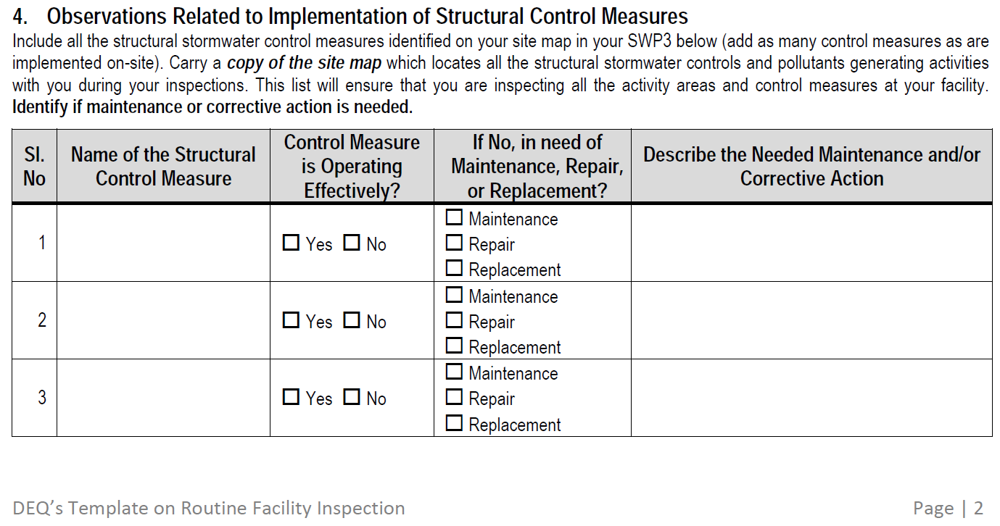 4. Observations Related to Implementation of Structural Control Measures
Include all the structural stormwater control measures identified on your site map in your SWP3 below (add as many control measures as are
implemented on-site). Carry a copy of the site map which locates all the structural stormwater controls and pollutants generating activities
with you during your inspections. This list will ensure that you are inspecting all the activity areas and control measures at your facility.
Identify if maintenance or corrective action is needed.
Sl. No
Name of the Structural Control Measure
Control Measure is Operating Effectively?
If No, in need of Maintenance, Repair, or Replacement?
Describe the Needed Maintenance and/or Corrective Action
1
☐ Yes ☐ No
☐ Maintenance
☐ Repair
☐ Replacement
2
☐ Yes ☐ No
☐ Maintenance
☐ Repair
☐ Replacement
3
☐ Yes ☐ No
☐ Maintenance
☐ Repair
☐ Replacement
DEQ’s Template on Routine Facility Inspection
Page | 2